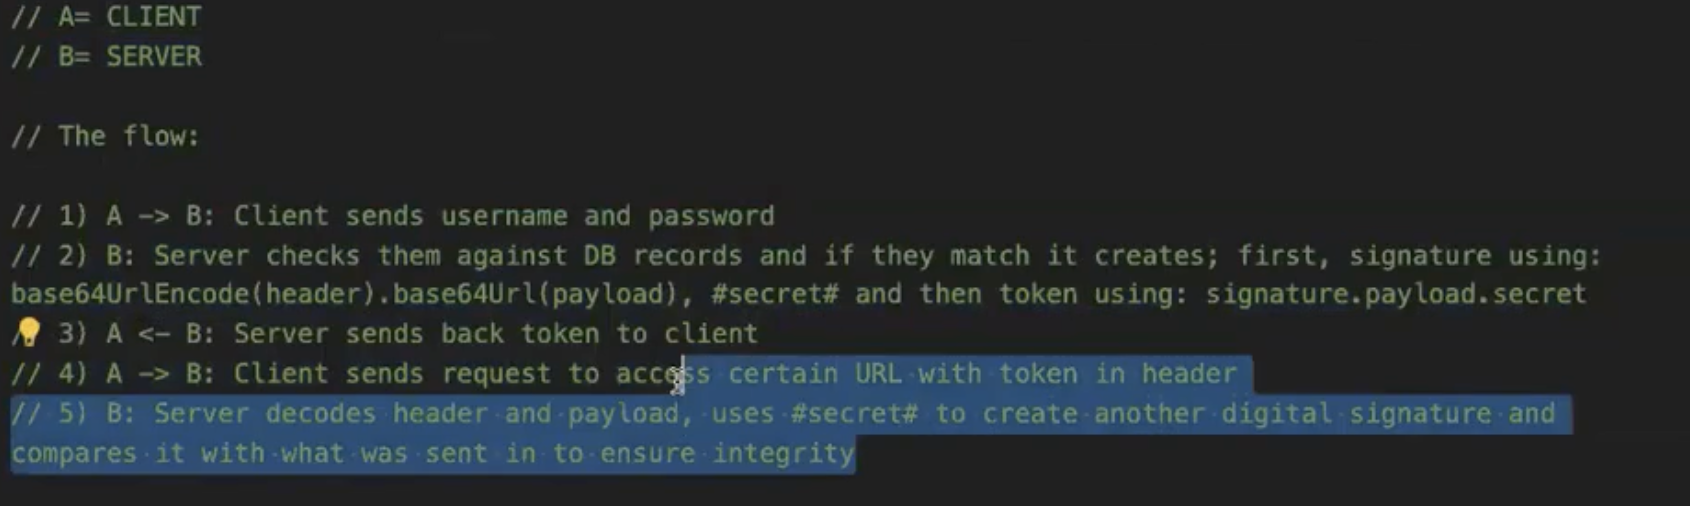 // A= CLIENT
// B= SERVER
// The flow:
// 1) A -> B: Client sends username and password
// 2) B: Server checks them against DB records and if they match it creates; first, signature using:
base64UrlEncode(header).base64Url(payload), #secret# and then token using: signature.payload.secret
/ 3) A <- B: Server sends back token to client
// 4) A -> B: Client sends request to access certain URL with token in header
// 5) B: Server decodes header and payload, uses #secret# to create another digital signature and
compares it with what was sent in to ensure integrity